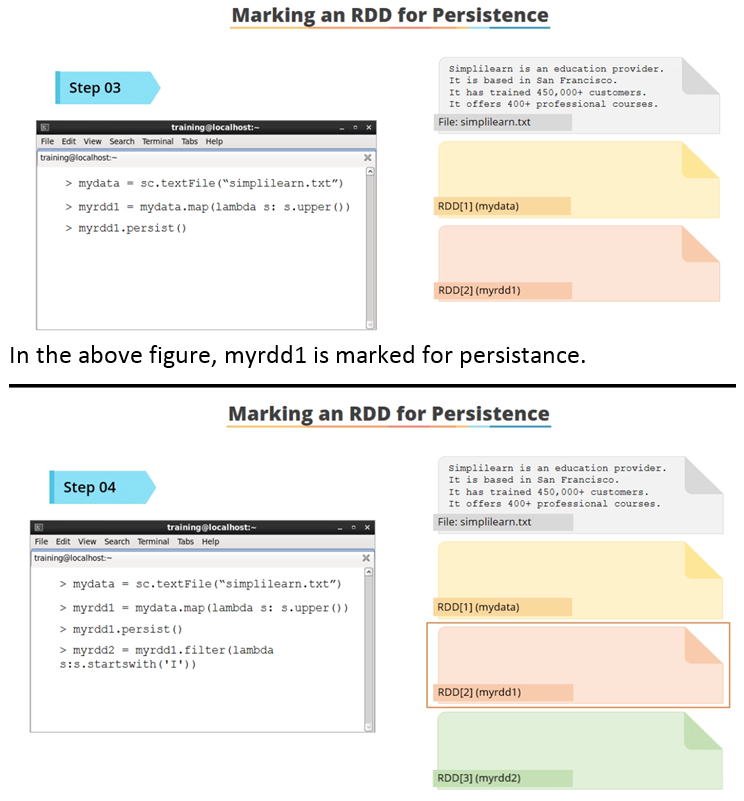 Marking an RDD for Persistence
Step 03
training@localhost:~
File Edit View Search Terminal Tabs Help
training@localhost:~
> mydata = sc.textFile(“simplilearn.txt”)
> myrdd1 = mydata.map(lambda s: s.upper())
> myrdd1.persist()
Simplilearn is an education provider.
It is based in San Francisco.
It has trained 450,000+ customers.
It offers 400+ professional courses.
File: simplilearn.txt
RDD[1] (mydata)
RDD[2] (myrdd1)
In the above figure, myrdd1 is marked for persistance.
Marking an RDD for Persistence
Step 04
training@localhost:~
File Edit View Search Terminal Tabs Help
training@localhost:~
> mydata = sc.textFile(“simplilearn.txt”)
> myrdd1 = mydata.map(lambda s: s.upper())
> myrdd1.persist()
> myrdd2 = myrdd1.filter(lambda
s:s.startswith('I'))
Simplilearn is an education provider.
It is based in San Francisco.
It has trained 450,000+ customers.
It offers 400+ professional courses.
File: simplilearn.txt
RDD[1] (mydata)
RDD[2] (myrdd1)
RDD[3] (myrdd2)